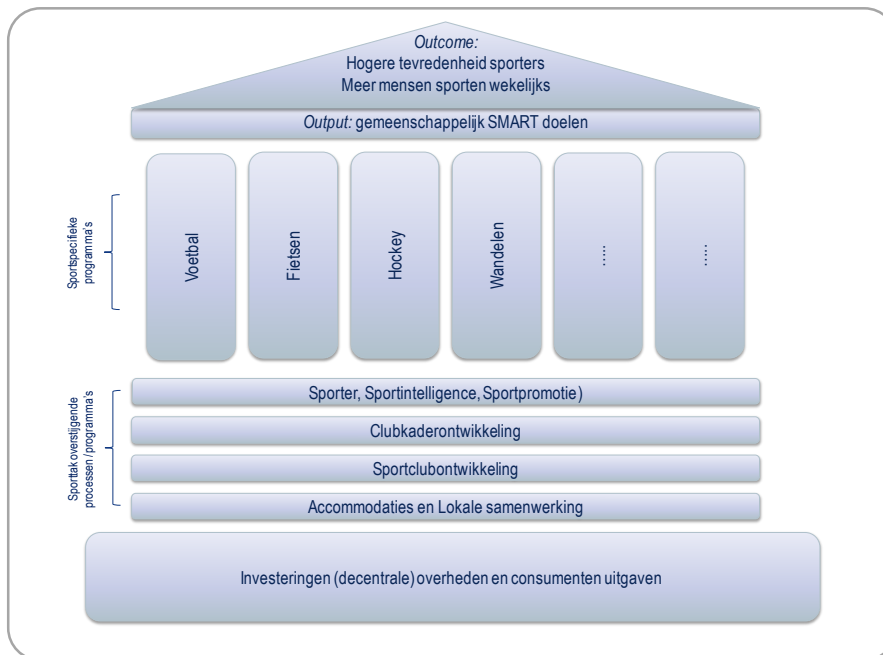 Outcome:
Hogere tevredenheid sporters
Meer mensen sporten wekelijks
Output: gemeenschappelijk SMART doelen
Sportspecifieke
programma's
Voetbal
Fietsen
Hockey
Wandelen
.....
.....
Sporttak overstijgende
processen / programma's
Sporter, Sportintelligence, Sportpromotie)
Clubkaderontwikkeling
Sportclubontwikkeling
Accommodaties en Lokale samenwerking
Investeringen (decentrale) overheden en consumenten uitgaven